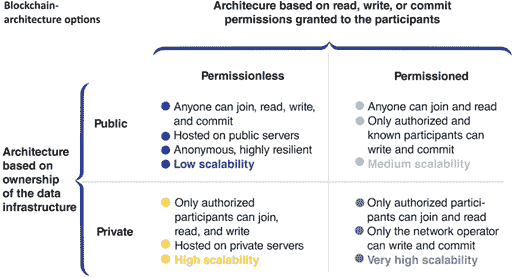 Blockchain-
architecture options
Architecure based on read, write, or commit
permissions granted to the participants
Permissionless
Permissioned
Architecture
based on
ownership
of the data
infrastructure
Public
Anyone can join, read, write,
and commit
Hosted on public servers
Anonymous, highly resilient
Low scalability
Anyone can join and read
Only authorized and
known participants can
write and commit
Medium scalability
Private
Only authorized
participants can join,
read, and write
Hosted on private servers
High scalability
Only authorized partici-
pants can join and read
Only the network operator
can write and commit
Very high scalability